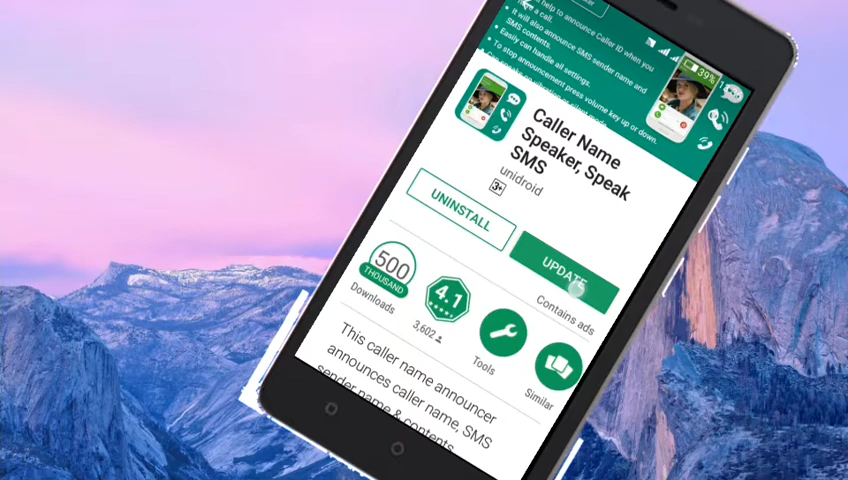 help to announce Caller ID when you
have a call.
• It will also announce SMS sender name and
SMS contents.
• Easily can handle all settings.
• To stop announcement press volume key up or down.
39%
Caller Name
Speaker, Speak
SMS
unidroid
3+
UNINSTALL
UPDATE
Contains ads
500
THOUSAND
Downloads
4.1
3,602
Tools
Similar
This caller name announcer
announces caller name, SMS
sender name & contents